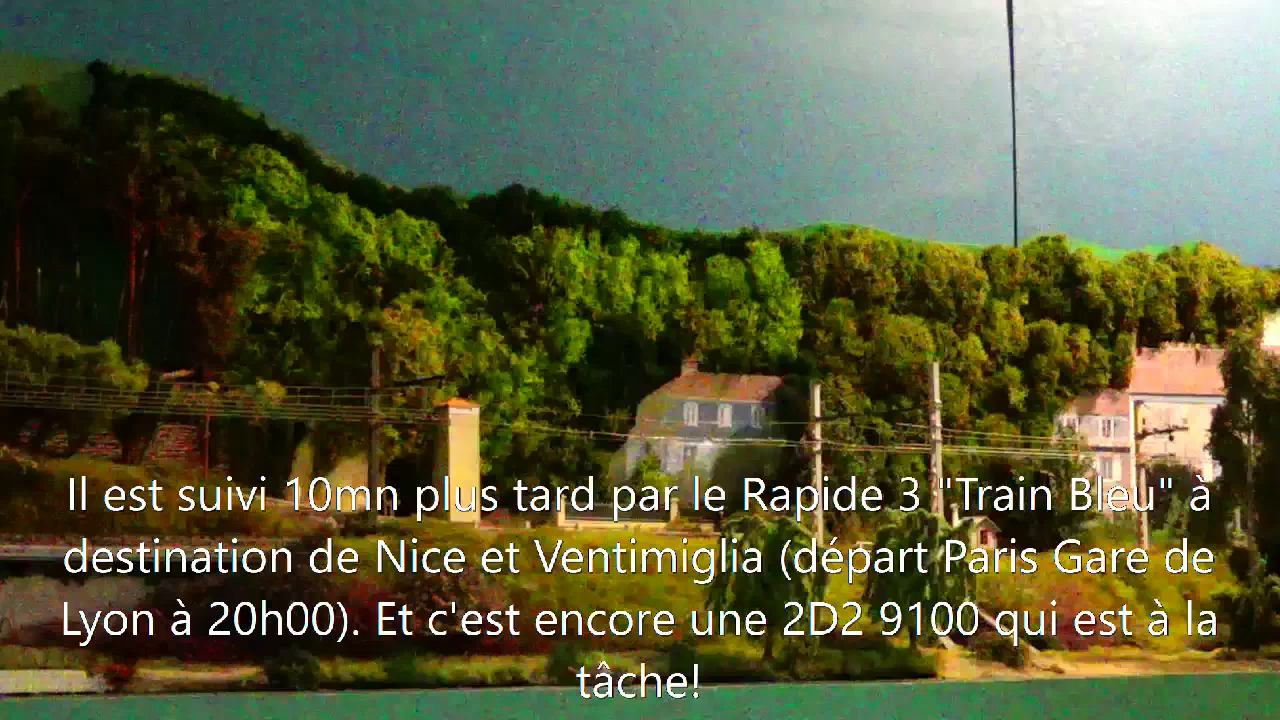 Il est suivi 10mn plus tard par le Rapide 3 "Train Bleu" à
destination de Nice et Ventimiglia (départ Paris Gare de
Lyon à 20h00). Et c'est encore une 2D2 9100 qui est à la
tâche!